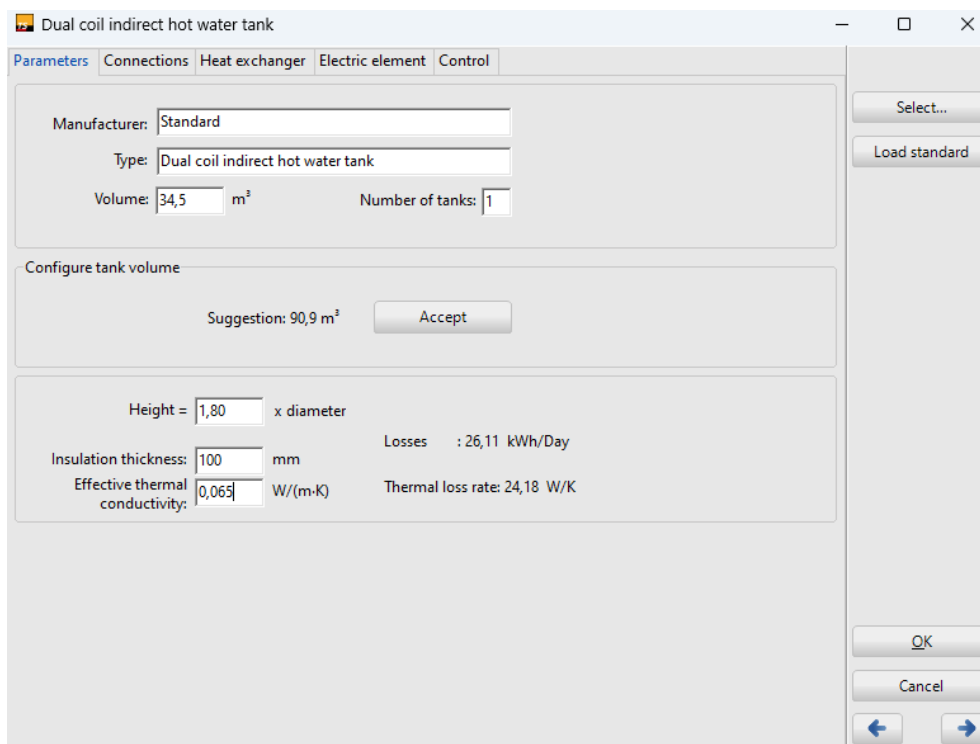 Dual coil indirect hot water tank
Parameters Connections Heat exchanger Electric element Control
Select...
Load standard
Manufacturer: Standard
Type: Dual coil indirect hot water tank
Volume: 34,5 m³ Number of tanks: 1
Configure tank volume
Suggestion: 90,9 m³ Accept
Height = 1,80 x diameter
Losses : 26,11 kWh/Day
Insulation thickness: 100 mm
Effective thermal
conductivity: 0,065 W/(m·K)
Thermal loss rate: 24,18 W/K
OK
Cancel